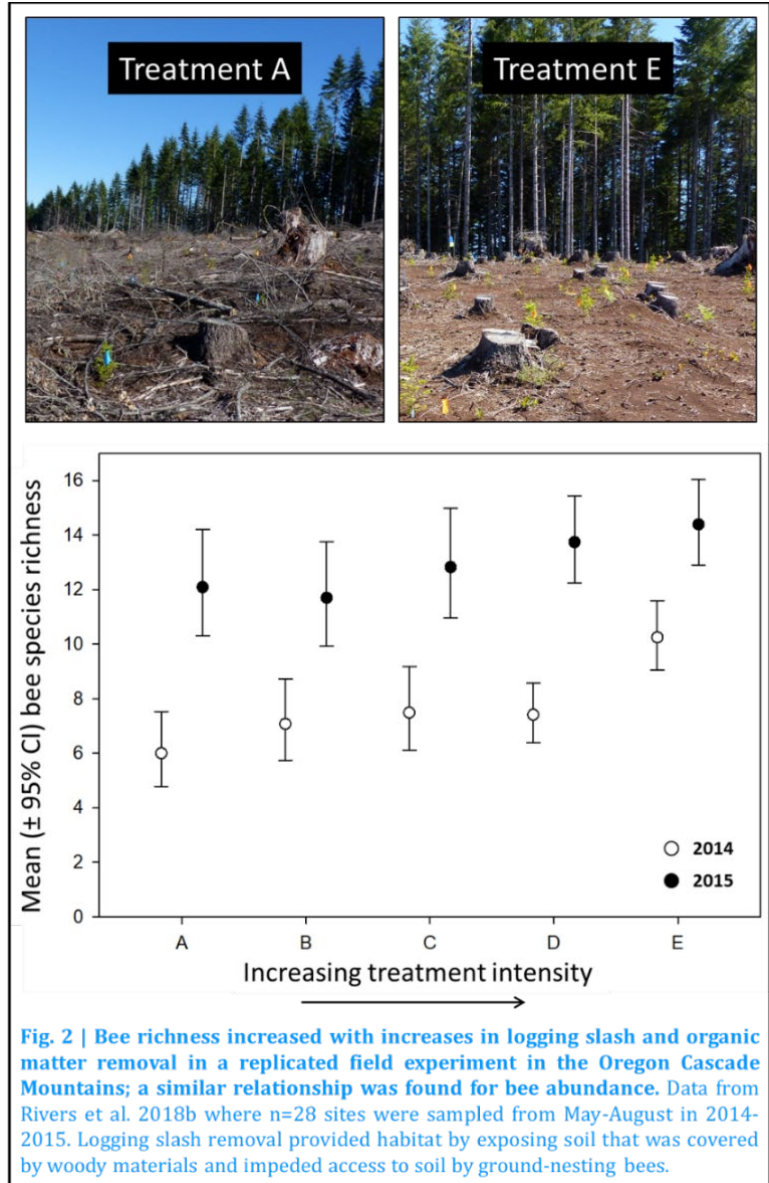 Treatment A
Treatment E
Mean (± 95% CI) bee species richness
16
14
12
10
8
6
4
2
0
2014
2015
A B C D E
Increasing treatment intensity
Fig. 2 | Bee richness increased with increases in logging slash and organic
matter removal in a replicated field experiment in the Oregon Cascade
Mountains; a similar relationship was found for bee abundance. Data from
Rivers et al. 2018b where n=28 sites were sampled from May-August in 2014-
2015. Logging slash removal provided habitat by exposing soil that was covered
by woody materials and impeded access to soil by ground-nesting bees.